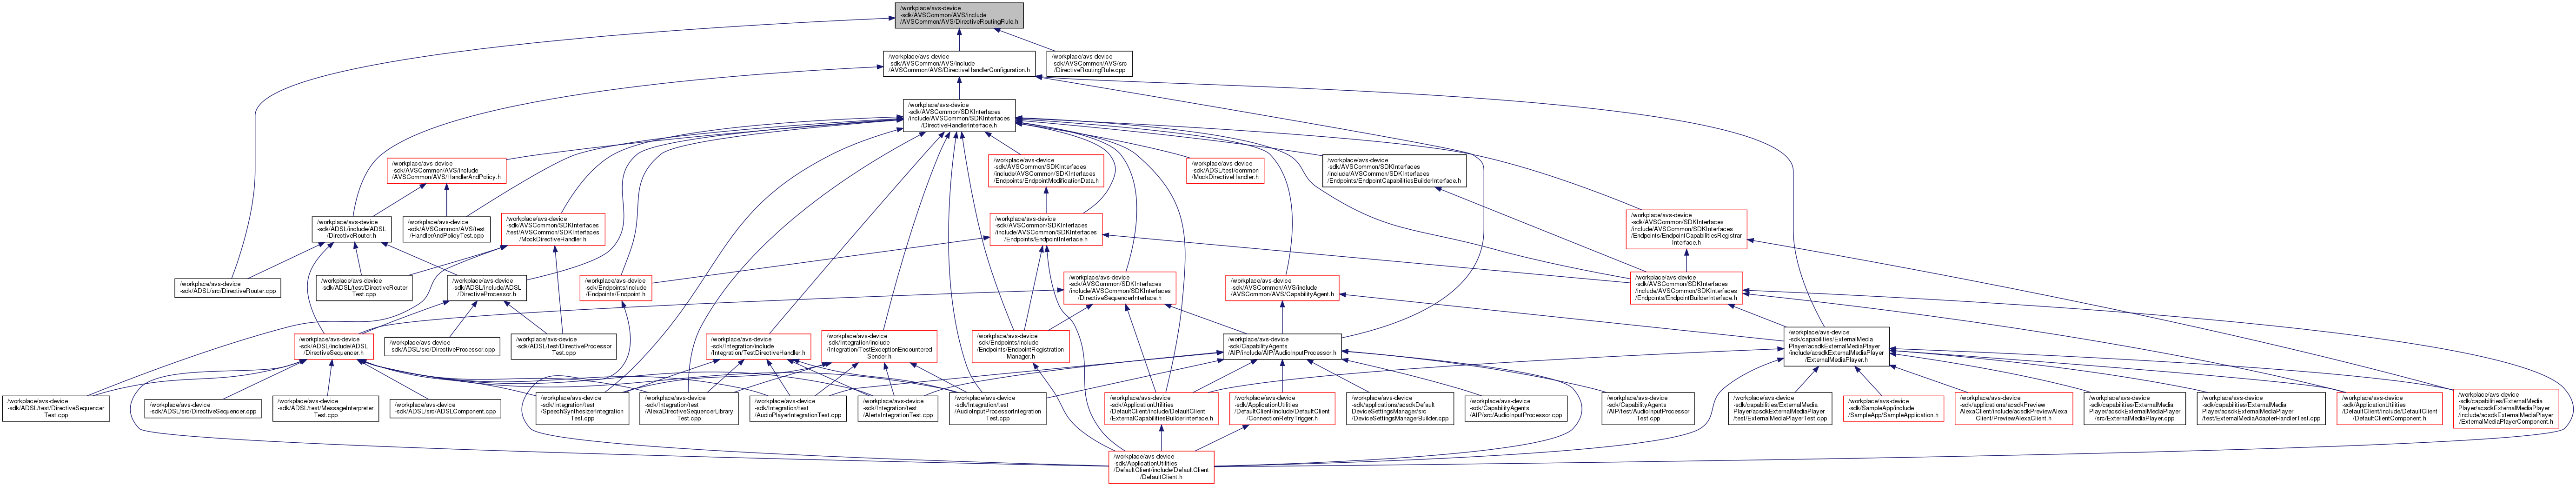 /workplace/avs-device
-sdk/AVSCommon/AVS/include
/AVSCommon/AVS/DirectiveRoutingRule.h
/workplace/avs-device
-sdk/AVSCommon/AVS/include
/AVSCommon/AVS/DirectiveHandlerConfiguration.h
/workplace/avs-device
-sdk/AVSCommon/AVS/src
/DirectiveRoutingRule.cpp
/workplace/avs-device
-sdk/AVSCommon/SDKInterfaces
/include/AVSCommon/SDKInterfaces
/DirectiveHandlerInterface.h
/workplace/avs-device
-sdk/AVSCommon/AVS/include
/AVSCommon/AVS/HandlerAndPolicy.h
/workplace/avs-device
-sdk/AVSCommon/SDKInterfaces
/include/AVSCommon/SDKInterfaces
/Endpoints/EndpointModificationData.h
/workplace/avs-device
-sdk/ADSL/test/common
/MockDirectiveHandler.h
/workplace/avs-device
-sdk/AVSCommon/SDKInterfaces
/include/AVSCommon/SDKInterfaces
/Endpoints/EndpointCapabilitiesBuilderInterface.h
/workplace/avs-device
-sdk/ADSL/include/ADSL
/DirectiveRouter.h
/workplace/avs-device
-sdk/AVSCommon/AVS/test
/HandlerAndPolicyTest.cpp
/workplace/avs-device
-sdk/AVSCommon/SDKInterfaces
/test/AVSCommon/SDKInterfaces
/MockDirectiveHandler.h
/workplace/avs-device
-sdk/AVSCommon/SDKInterfaces
/include/AVSCommon/SDKInterfaces
/Endpoints/EndpointInterface.h
/workplace/avs-device
-sdk/AVSCommon/SDKInterfaces
/include/AVSCommon/SDKInterfaces
/Endpoints/EndpointCapabilitiesRegistrar
Interface.h
/workplace/avs-device
-sdk/ADSL/src/DirectiveRouter.cpp
/workplace/avs-device
-sdk/ADSL/test/DirectiveRouter
Test.cpp
/workplace/avs-device
-sdk/ADSL/include/ADSL
/DirectiveProcessor.h
/workplace/avs-device
-sdk/Endpoints/include
/Endpoints/Endpoint.h
/workplace/avs-device
-sdk/AVSCommon/SDKInterfaces
/include/AVSCommon/SDKInterfaces
/DirectiveSequencerInterface.h
/workplace/avs-device
-sdk/AVSCommon/AVS/include
/AVSCommon/AVS/CapabilityAgent.h
/workplace/avs-device
-sdk/AVSCommon/SDKInterfaces
/include/AVSCommon/SDKInterfaces
/Endpoints/EndpointBuilderInterface.h
/workplace/avs-device
-sdk/ADSL/include/ADSL
/DirectiveSequencer.h
/workplace/avs-device
-sdk/ADSL/src/DirectiveProcessor.cpp
/workplace/avs-device
-sdk/ADSL/test/DirectiveProcessor
Test.cpp
/workplace/avs-device
-sdk/Integration/include
/Integration/TestDirectiveHandler.h
/workplace/avs-device
-sdk/Integration/include
/Integration/TestExceptionEncountered
Sender.h
/workplace/avs-device
-sdk/Endpoints/include
/Endpoints/EndpointRegistration
Manager.h
/workplace/avs-device
-sdk/CapabilityAgents
/AIP/include/AIP/AudioInputProcessor.h
/workplace/avs-device
-sdk/capabilities/ExternalMedia
Player/acsdkExternalMediaPlayer
/include/acsdkExternalMediaPlayer
/ExternalMediaPlayer.h
/workplace/avs-device
-sdk/ADSL/test/DirectiveSequencer
Test.cpp
/workplace/avs-device
-sdk/ADSL/src/DirectiveSequencer.cpp
/workplace/avs-device
-sdk/ADSL/test/MessageInterpreter
Test.cpp
/workplace/avs-device
-sdk/ADSL/src/ADSLComponent.cpp
/workplace/avs-device
-sdk/Integration/test
/SpeechSynthesizerIntegration
Test.cpp
/workplace/avs-device
-sdk/Integration/test
/AlexaDirectiveSequencerLibrary
Test.cpp
/workplace/avs-device
-sdk/Integration/test
/AudioPlayerIntegrationTest.cpp
/workplace/avs-device
-sdk/Integration/test
/AlertsIntegrationTest.cpp
/workplace/avs-device
-sdk/Integration/test
/AudioInputProcessorIntegration
Test.cpp
/workplace/avs-device
-sdk/ApplicationUtilities
/DefaultClient/include/DefaultClient
/ExternalCapabilitiesBuilderInterface.h
/workplace/avs-device
-sdk/ApplicationUtilities
/DefaultClient/include/DefaultClient
/ConnectionRetryTrigger.h
/workplace/avs-device
-sdk/applications/acsdkDefault
DeviceSettingsManager/src
/DeviceSettingsManagerBuilder.cpp
/workplace/avs-device
-sdk/CapabilityAgents
/AIP/src/AudioInputProcessor.cpp
/workplace/avs-device
-sdk/CapabilityAgents
/AIP/test/AudioInputProcessor
Test.cpp
/workplace/avs-device
-sdk/capabilities/ExternalMedia
Player/acsdkExternalMediaPlayer
/test/ExternalMediaPlayerTest.cpp
/workplace/avs-device
-sdk/SampleApp/include
/SampleApp/SampleApplication.h
/workplace/avs-device
-sdk/applications/acsdkPreview
AlexaClient/include/acsdkPreviewAlexa
Client/PreviewAlexaClient.h
/workplace/avs-device
-sdk/capabilities/ExternalMedia
Player/acsdkExternalMediaPlayer
/src/ExternalMediaPlayer.cpp
/workplace/avs-device
-sdk/capabilities/ExternalMedia
Player/acsdkExternalMediaPlayer
/test/ExternalMediaAdapterHandlerTest.cpp
/workplace/avs-device
-sdk/ApplicationUtilities
/DefaultClient/include/DefaultClient
/DefaultClientComponent.h
/workplace/avs-device
-sdk/capabilities/ExternalMedia
Player/acsdkExternalMediaPlayer
/include/acsdkExternalMediaPlayer
/ExternalMediaPlayerComponent.h
/workplace/avs-device
-sdk/ApplicationUtilities
/DefaultClient/include/DefaultClient
/DefaultClient.h